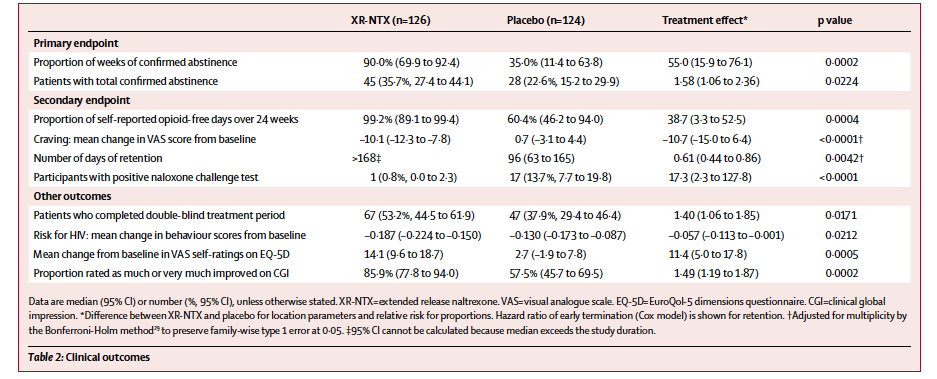 XR-NTX (n=126) Placebo (n=124) Treatment effect* p value
Primary endpoint
Proportion of weeks of confirmed abstinence 90·0% (69·9 to 92·4) 35·0% (11·4 to 63·8) 55·0 (15·9 to 76·1) 0·0002
Patients with total confirmed abstinence 45 (35·7%, 27·4 to 44·1) 28 (22·6%, 15·2 to 29·9) 1·58 (1·06 to 2·36) 0·0224
Secondary endpoint
Proportion of self-reported opioid-free days over 24 weeks 99·2% (89·1 to 99·4) 60·4% (46·2 to 94·0) 38·7 (3·3 to 52·5) 0·0004
Craving: mean change in VAS score from baseline –10·1 (–12·3 to –7·8) 0·7 (–3·1 to 4·4) –10·7 (–15·0 to 6·4) <0·0001†
Number of days of retention >168‡ 96 (63 to 165) 0·61 (0·44 to 0·86) 0·0042†
Participants with positive naloxone challenge test 1 (0·8%, 0·0 to 2·3) 17 (13·7%, 7·7 to 19·8) 17·3 (2·3 to 127·8) <0·0001
Other outcomes
Patients who completed double-blind treatment period 67 (53·2%, 44·5 to 61·9) 47 (37·9%, 29·4 to 46·4) 1·40 (1·06 to 1·85) 0·0171
Risk for HIV: mean change in behaviour scores from baseline –0·187 (–0·224 to –0·150) –0·130 (–0·173 to –0·087) –0·057 (–0·113 to –0·001) 0·0212
Mean change from baseline in VAS self-ratings on EQ-5D 14·1 (9·6 to 18·7) 2·7 (–1·9 to 7·8) 11·4 (5·0 to 17·8) 0·0005
Proportion rated as much or very much improved on CGI 85·9% (77·8 to 94·0) 57·5% (45·7 to 69·5) 1·49 (1·19 to 1·87) 0·0002
Data are median (95% CI) or number (%, 95% CI), unless otherwise stated. XR-NTX=extended release naltrexone. VAS=visual analogue scale. EQ-5D=EuroQol-5 dimensions questionnaire. CGI=clinical global
impression. *Difference between XR-NTX and placebo for location parameters and relative risk for proportions. Hazard ratio of early termination (Cox model) is shown for retention. †Adjusted for multiplicity by
the Bonferroni-Holm method²⁹ to preserve family-wise type 1 error at 0·05. ‡95% CI cannot be calculated because median exceeds the study duration.
Table 2: Clinical outcomes